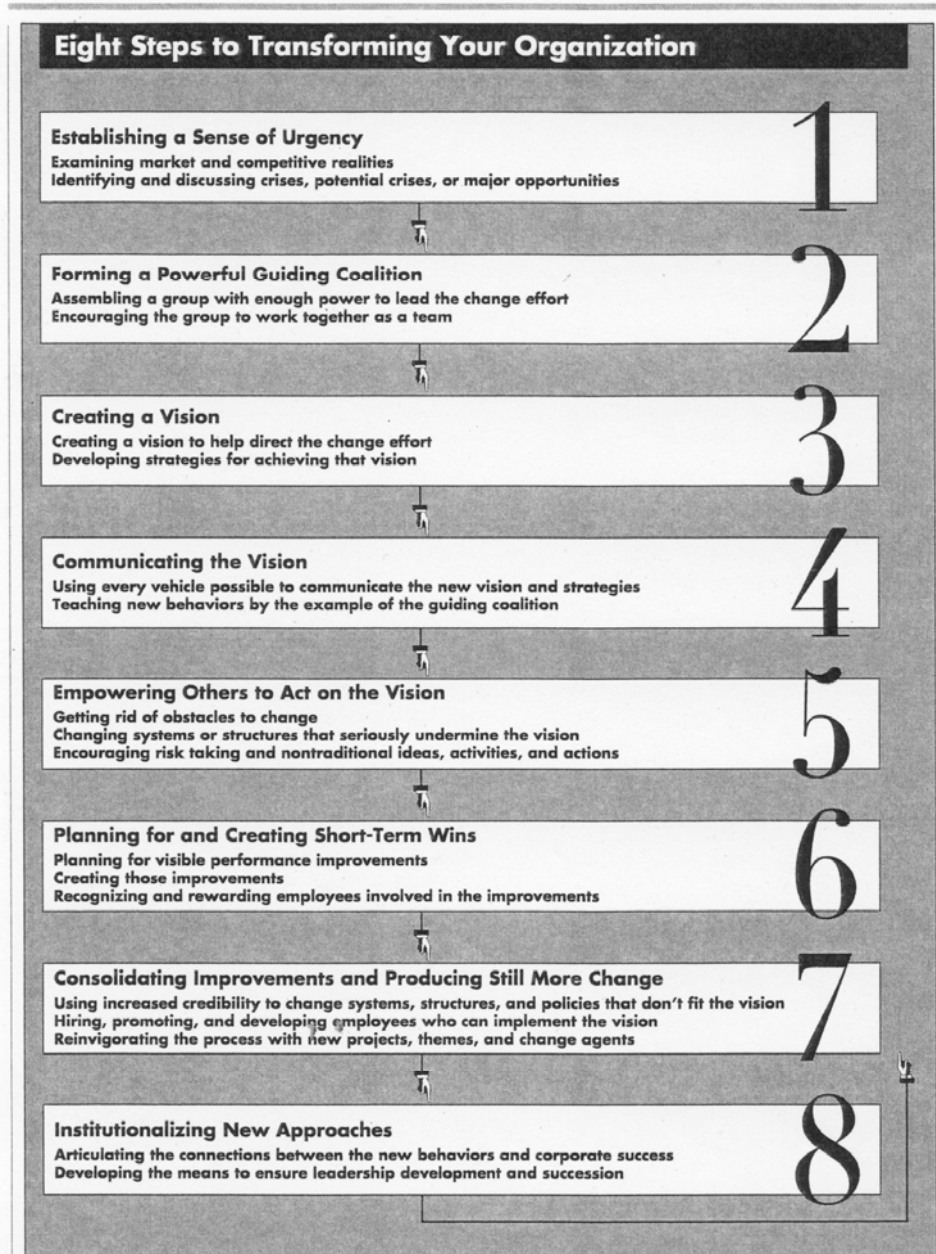 Eight Steps to Transforming Your Organization
1
Establishing a Sense of Urgency
Examining market and competitive realities
Identifying and discussing crises, potential crises, or major opportunities
2
Forming a Powerful Guiding Coalition
Assembling a group with enough power to lead the change effort
Encouraging the group to work together as a team
3
Creating a Vision
Creating a vision to help direct the change effort
Developing strategies for achieving that vision
4
Communicating the Vision
Using every vehicle possible to communicate the new vision and strategies
Teaching new behaviors by the example of the guiding coalition
5
Empowering Others to Act on the Vision
Getting rid of obstacles to change
Changing systems or structures that seriously undermine the vision
Encouraging risk taking and nontraditional ideas, activities, and actions
6
Planning for and Creating Short-Term Wins
Planning for visible performance improvements
Creating those improvements
Recognizing and rewarding employees involved in the improvements
7
Consolidating Improvements and Producing Still More Change
Using increased credibility to change systems, structures, and policies that don't fit the vision
Hiring, promoting, and developing employees who can implement the vision
Reinvigorating the process with new projects, themes, and change agents
8
Institutionalizing New Approaches
Articulating the connections between the new behaviors and corporate success
Developing the means to ensure leadership development and succession